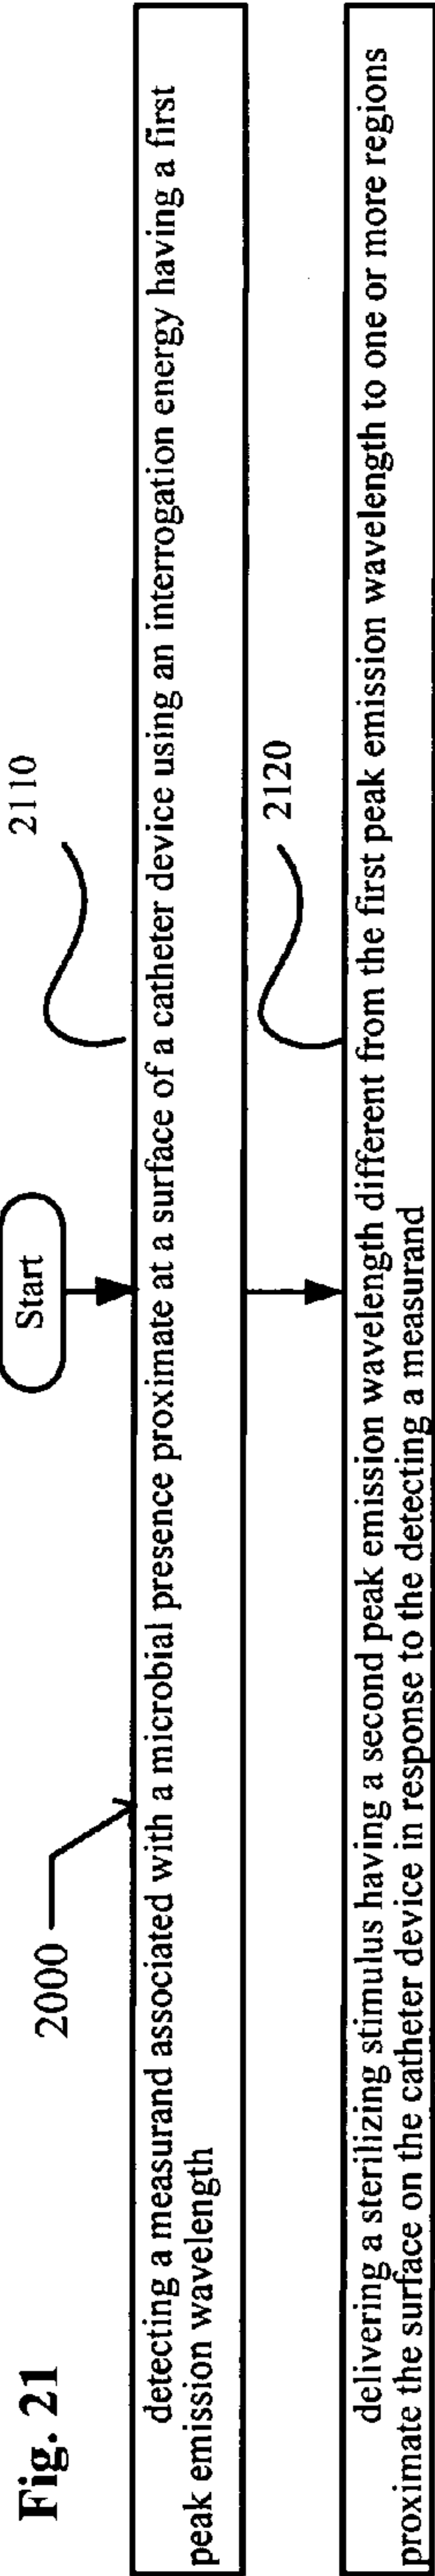 Fig. 21
Start
2000
2110
detecting a measurand associated with a microbial presence proximate at a surface of a catheter device using an interrogation energy having a first
peak emission wavelength
2120
delivering a sterilizing stimulus having a second peak emission wavelength different from the first peak emission wavelength to one or more regions
proximate the surface on the catheter device in response to the detecting a measurand